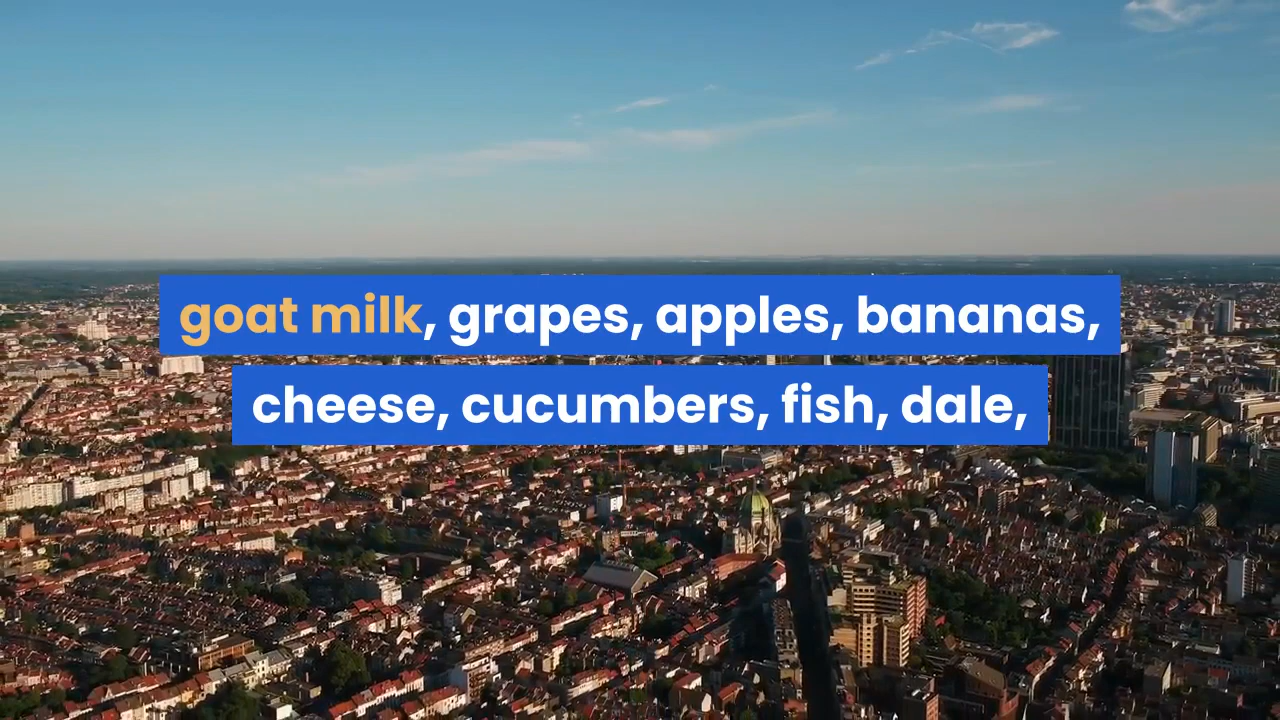 goat milk, grapes, apples, bananas,
cheese, cucumbers, fish, dale,